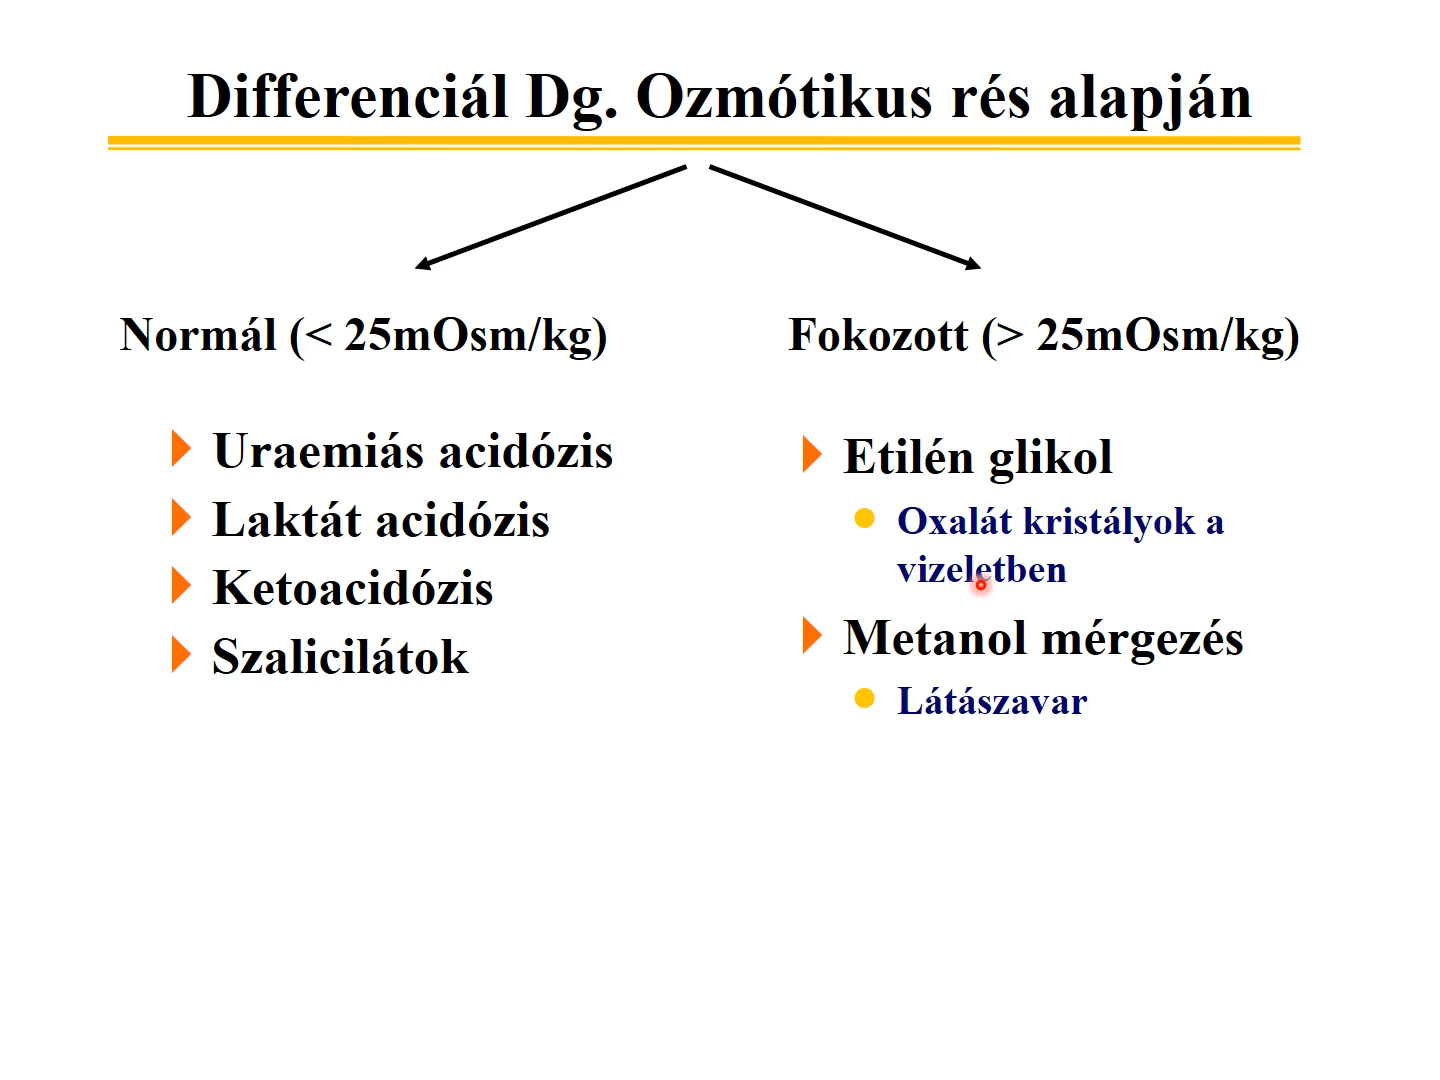 Differenciál Dg. Ozmótikus rés alapján
Normál (< 25mOsm/kg)
Uraemiás acidózis
Laktát acidózis
Ketoacidózis
Szalicilátok
Fokozott (> 25mOsm/kg)
Etilén glikol
Oxalát kristályok a
vizeletben
Metanol mérgezés
Látászavar